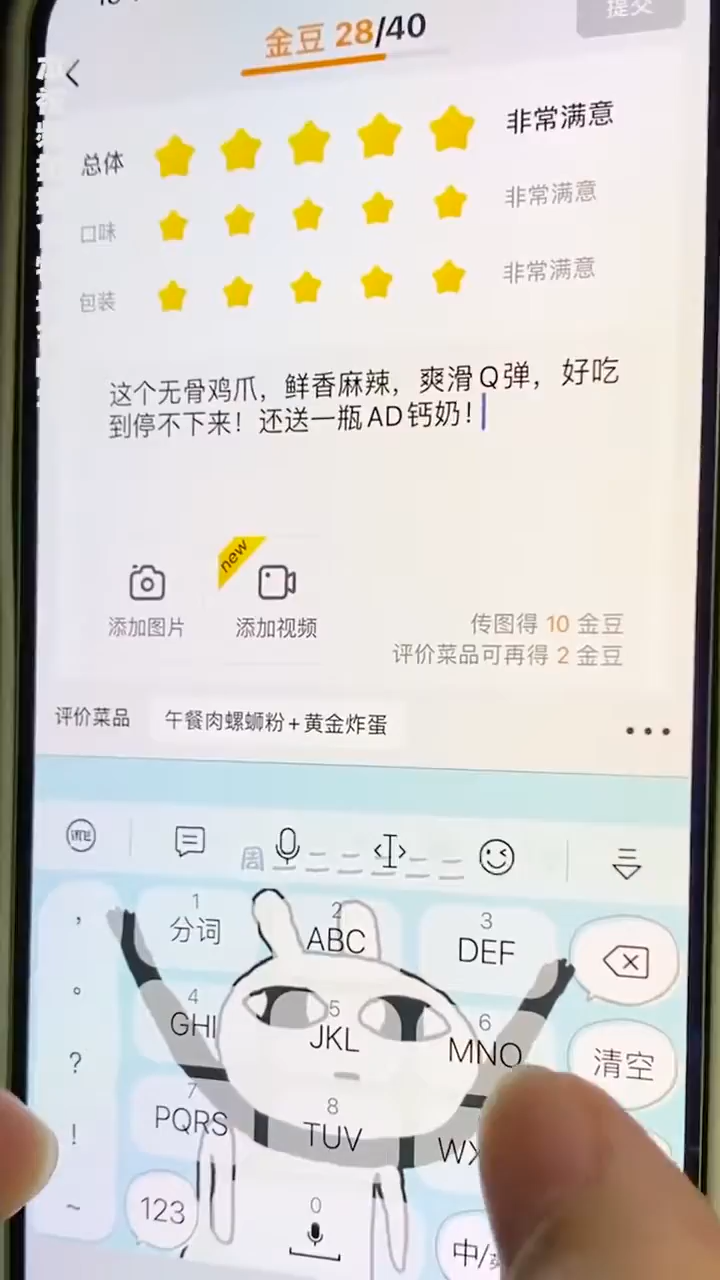 提交
金豆 28/40
总体 非常满意
口味 非常满意
包装 非常满意
这个无骨鸡爪，鲜香麻辣，爽滑Q弹，好吃
到停不下来！还送一瓶AD钙奶！
new
添加图片 添加视频
传图得 10 金豆
评价菜品可再得 2 金豆
评价菜品 午餐肉螺蛳粉+黄金炸蛋
，
。
？
！
～
1
分词
2
ABC
3
DEF
4
GHI
5
JKL
6
MNO
清空
7
PQRS
8
TUV
123
0
中/